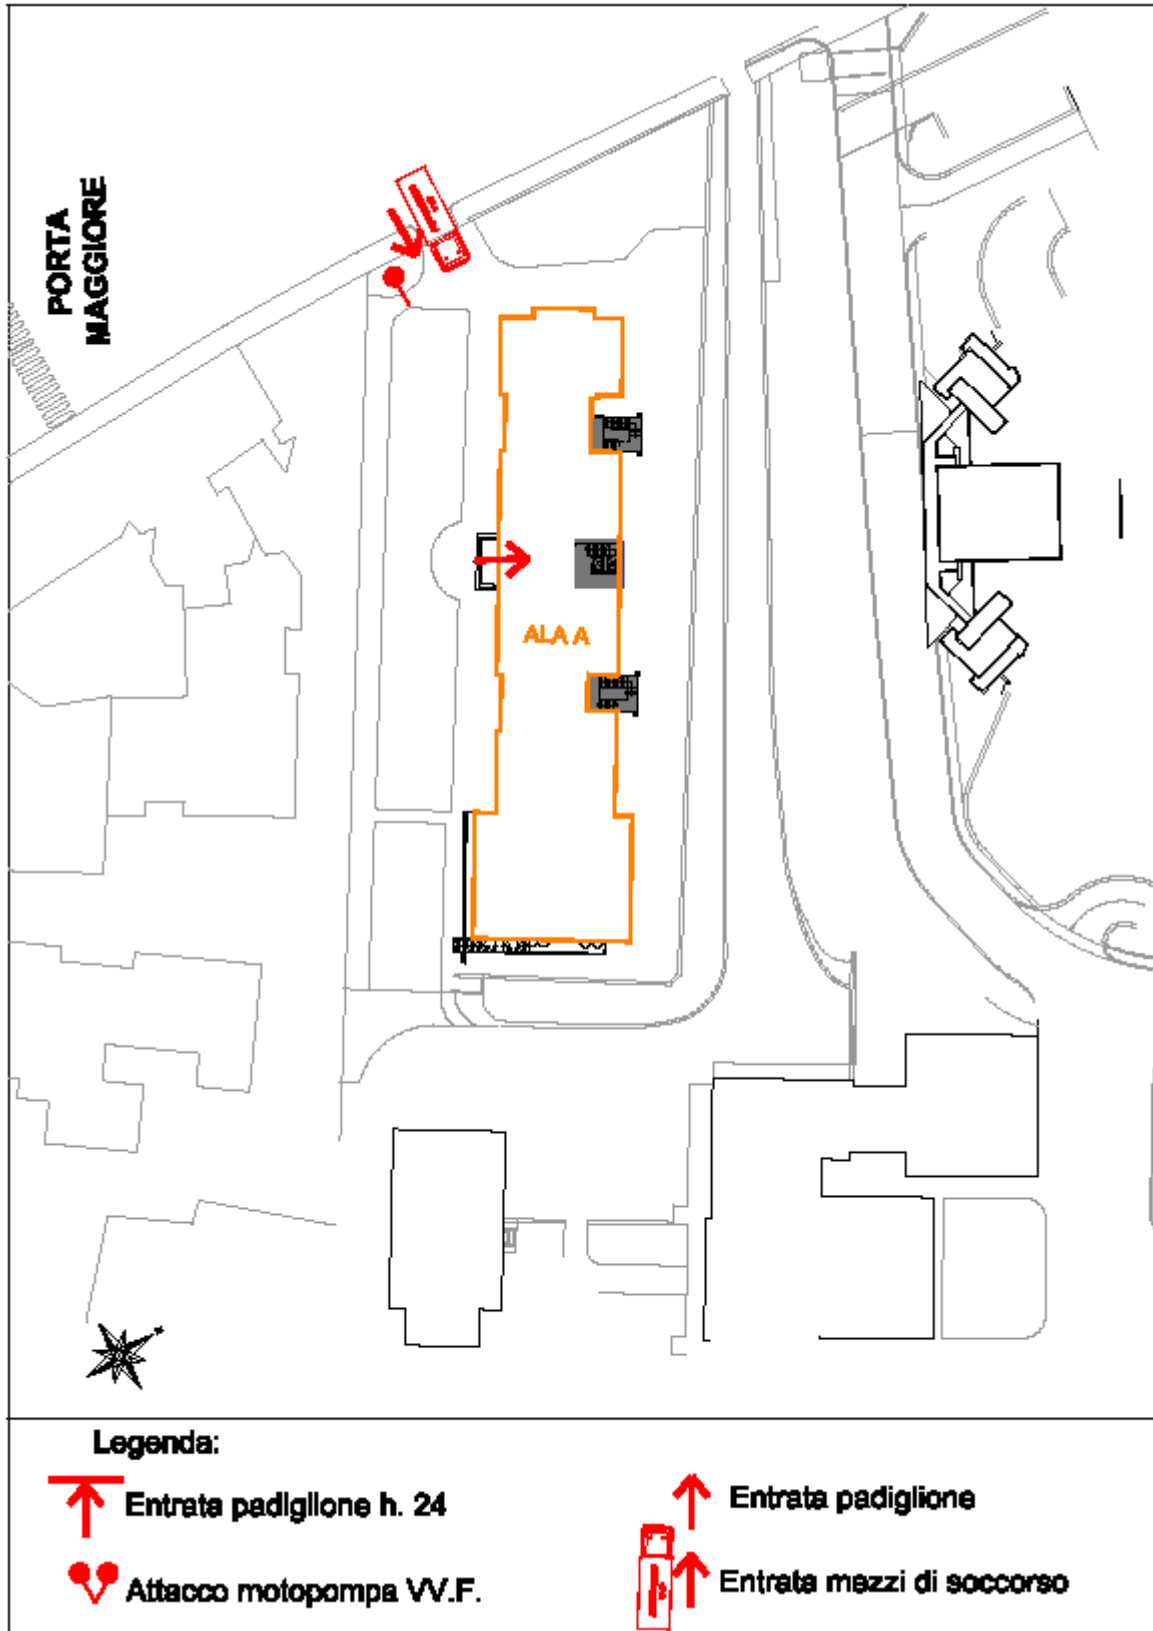 PORTA
MAGGIORE
ALA A
Legenda:
Entrata padiglione h. 24
Entrata padiglione
Attacco motopompa VV.F.
Entrata mezzi di soccorso